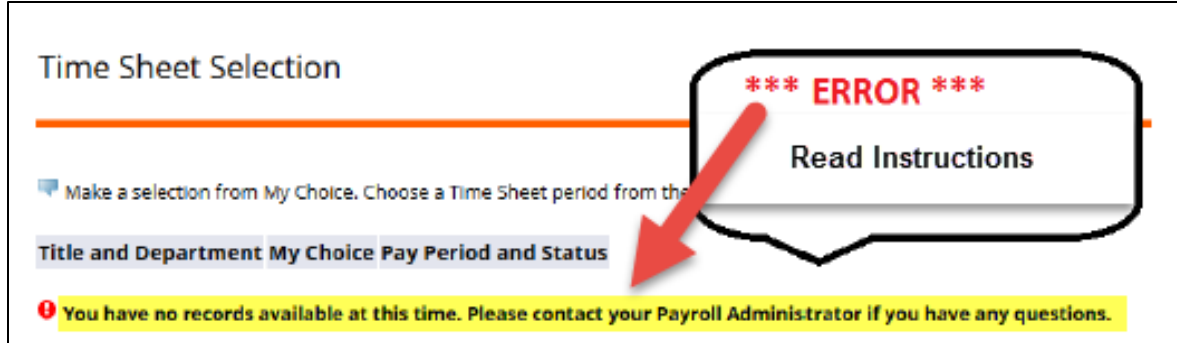 Time Sheet Selection
*** ERROR ***
Read Instructions
Make a selection from My Choice. Choose a Time Sheet period from the
Title and Department My Choice Pay Period and Status
You have no records available at this time. Please contact your Payroll Administrator if you have any questions.